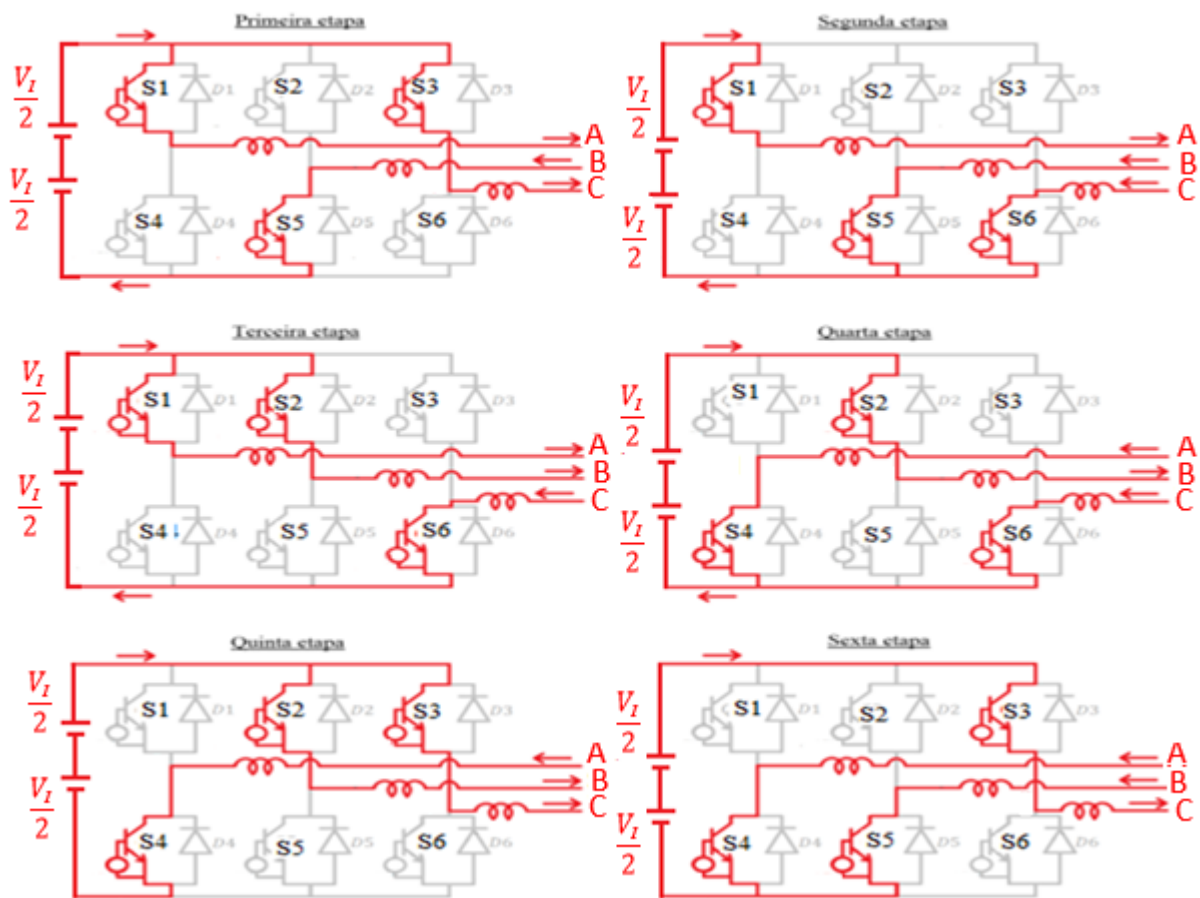 Primeira etapa
V_I/2
S1 D1 S2 D2 S3 D3
A
B
V_I/2
C
S4 D4 S5 D5 S6 D6
Segunda etapa
V_I/2
S1 D1 S2 D2 S3 D3
A
B
V_I/2
C
S4 D4 S5 D5 S6 D6
Terceira etapa
V_I/2
S1 D1 S2 D2 S3 D3
A
B
V_I/2
C
S4 D4 S5 D5 S6 D6
Quarta etapa
V_I/2
S1 D1 S2 D2 S3 D3
A
B
V_I/2
C
S4 D4 S5 D5 S6 D6
Quinta etapa
V_I/2
S1 D1 S2 D2 S3 D3
A
B
V_I/2
C
S4 D4 S5 D5 S6 D6
Sexta etapa
V_I/2
S1 D1 S2 D2 S3 D3
A
B
V_I/2
C
S4 D4 S5 D5 S6 D6